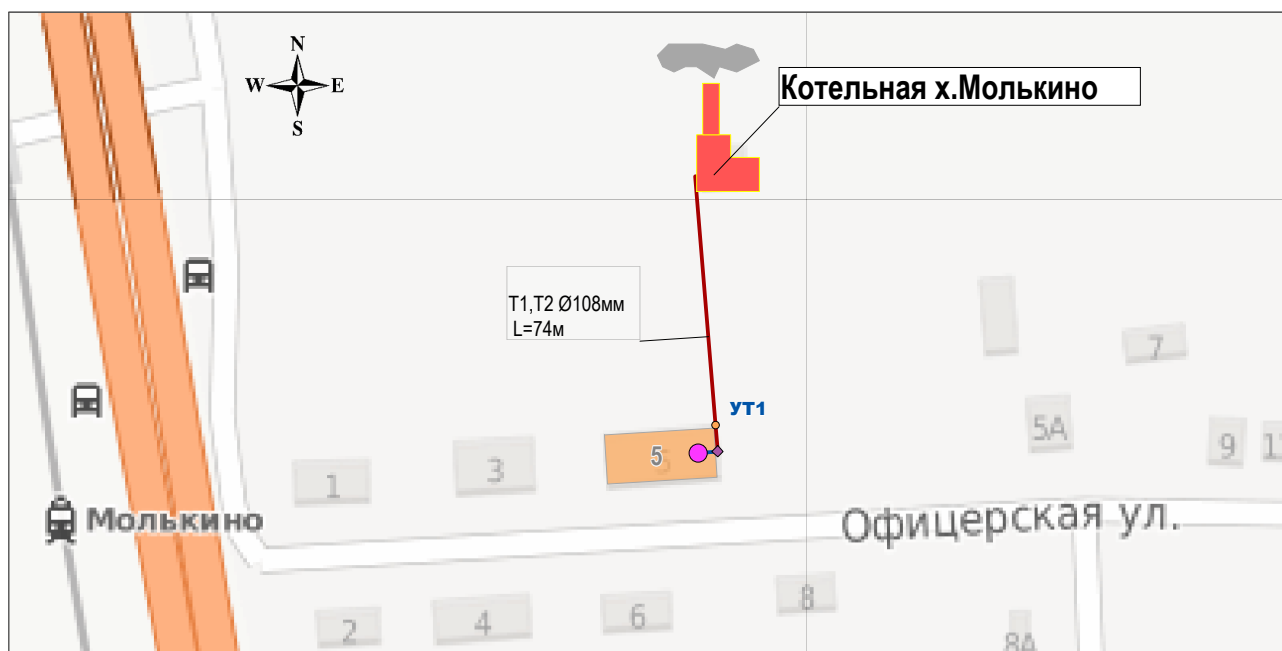 N
W E
S
Котельная х.Молькино
Т1,Т2 Ø108мм
L=74м
УТ1
7
5А
9
5
3
1
Молькино
Офицерская ул.
8
6
4
2
8А